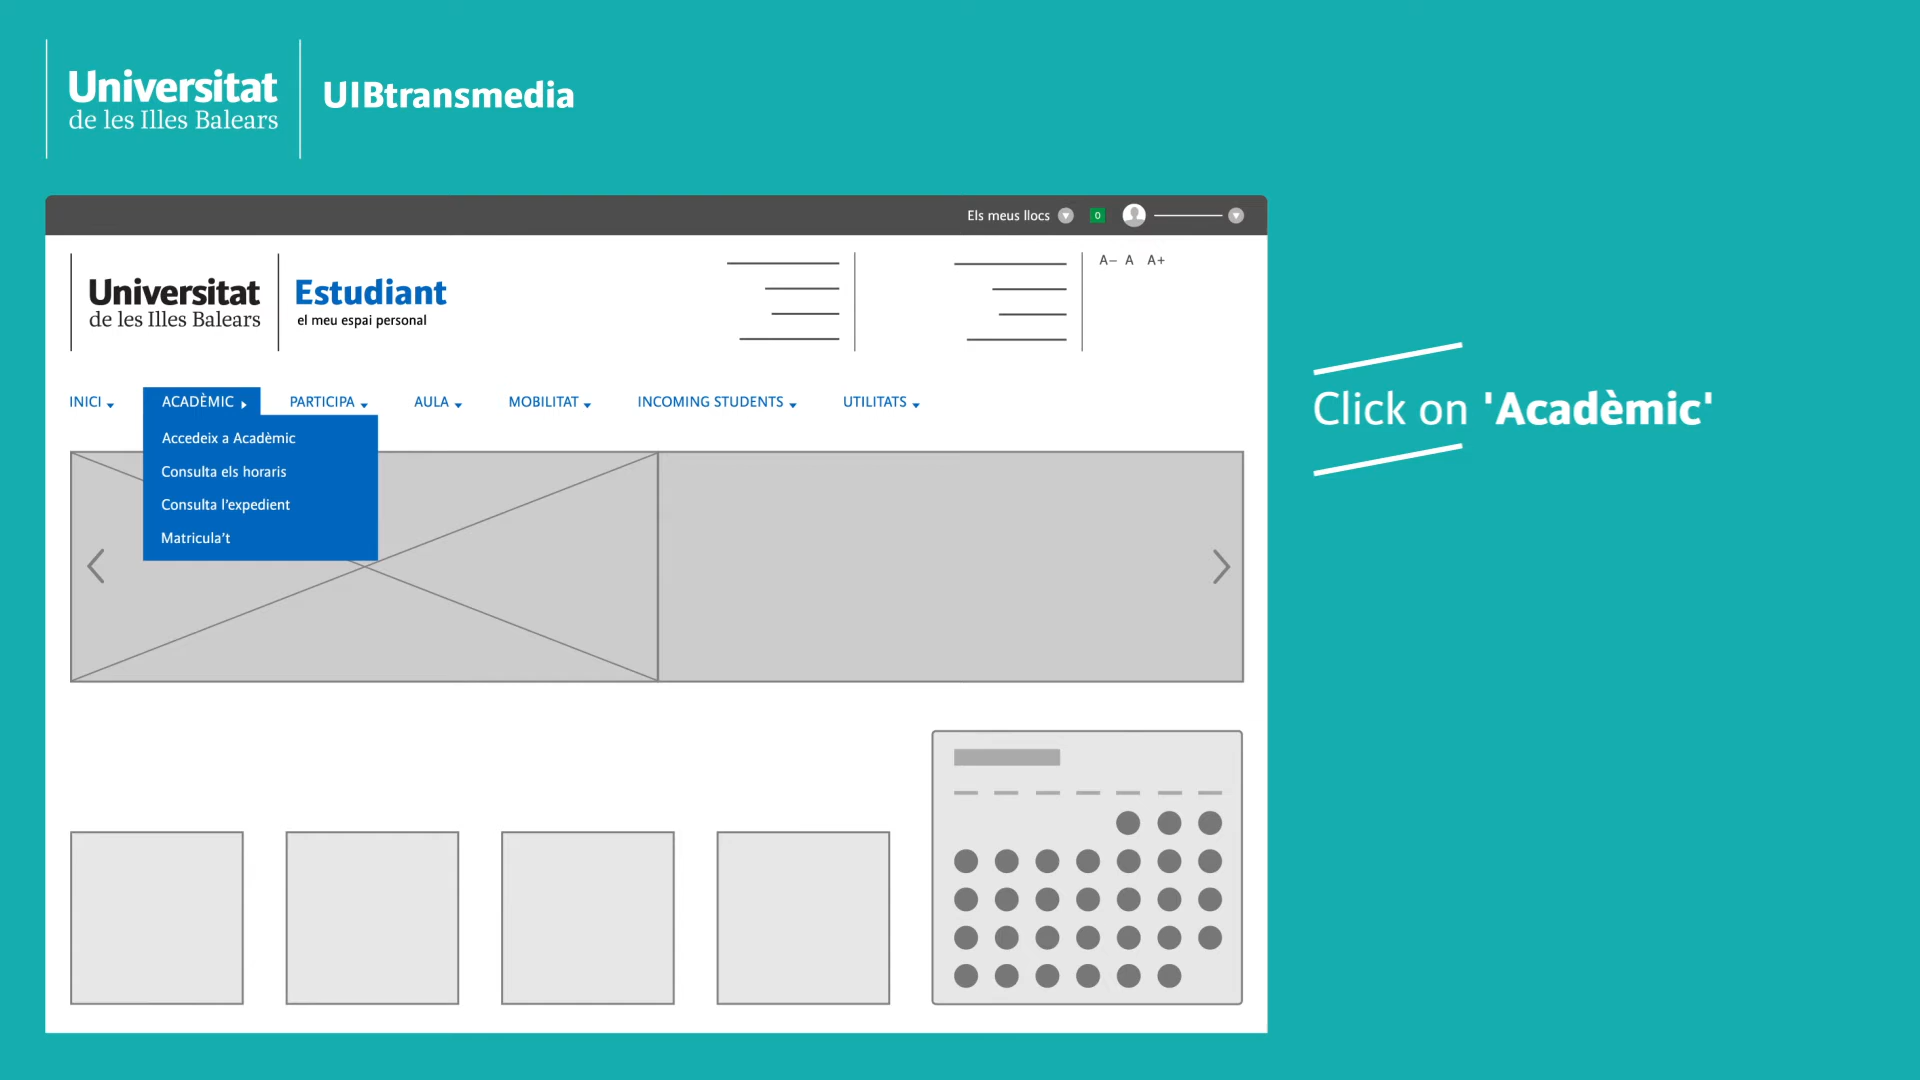 Universitat
de les Illes Balears
UIBtransmedia
Els meus llocs
0
Universitat
de les Illes Balears
Estudiant
el meu espai personal
A– A A+
INICI ACADÈMIC PARTICIPA AULA MOBILITAT INCOMING STUDENTS UTILITATS
Accedeix a Acadèmic
Consulta els horaris
Consulta l’expedient
Matricula’t
Click on 'Acadèmic'